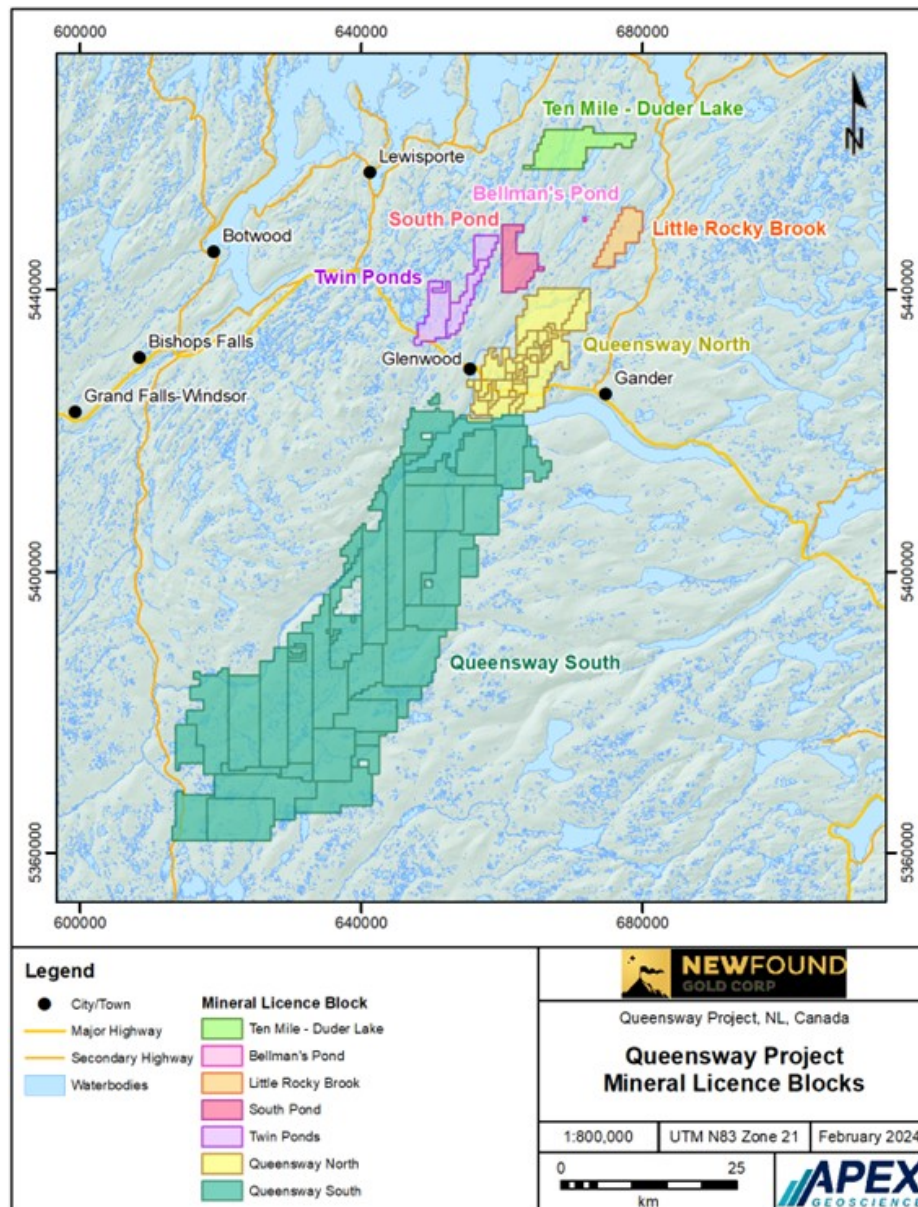 600000 640000 680000
Ten Mile - Duder Lake
N
Lewisporte
Bellman's Pond
South Pond
Little Rocky Brook
Botwood
Twin Ponds
5440000 5440000
Bishops Falls
Queensway North
Glenwood
Gander
Grand Falls-Windsor
5400000 5400000
Queensway South
5360000 5360000
600000 640000 680000
Legend
City/Town
Major Highway
Secondary Highway
Waterbodies
Mineral Licence Block
Ten Mile - Duder Lake
Bellman's Pond
Little Rocky Brook
South Pond
Twin Ponds
Queensway North
Queensway South
NEWFOUND
GOLD CORP
Queensway Project, NL, Canada
Queensway Project
Mineral Licence Blocks
1:800,000 UTM N83 Zone 21 February 2024
0 25
km
APEX
GEOSCIENCE